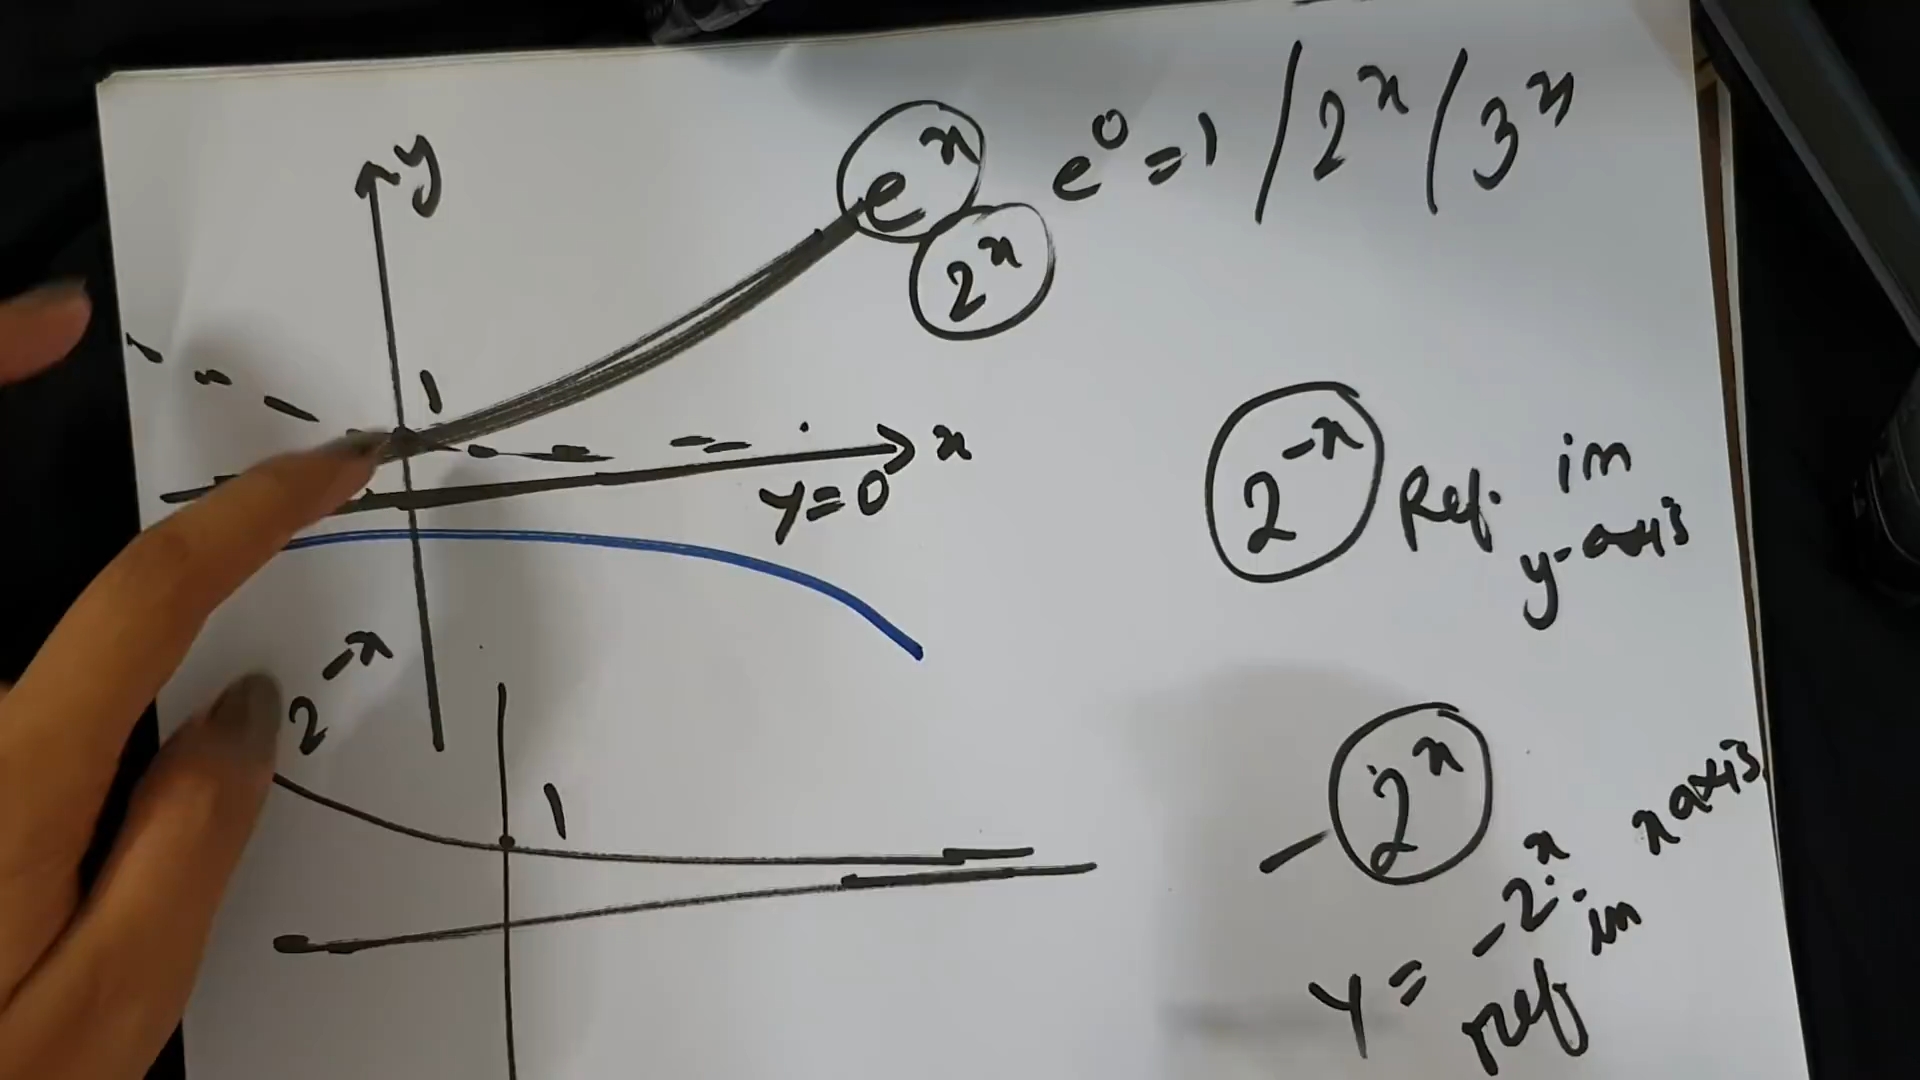 y
e^x e^0 = 1 / 2^x / 3^x
2^x
1
x
y = 0
2^-x Ref. in
y-axis
2^-x
1
- 2^x
y = -2^x
ref in x axis